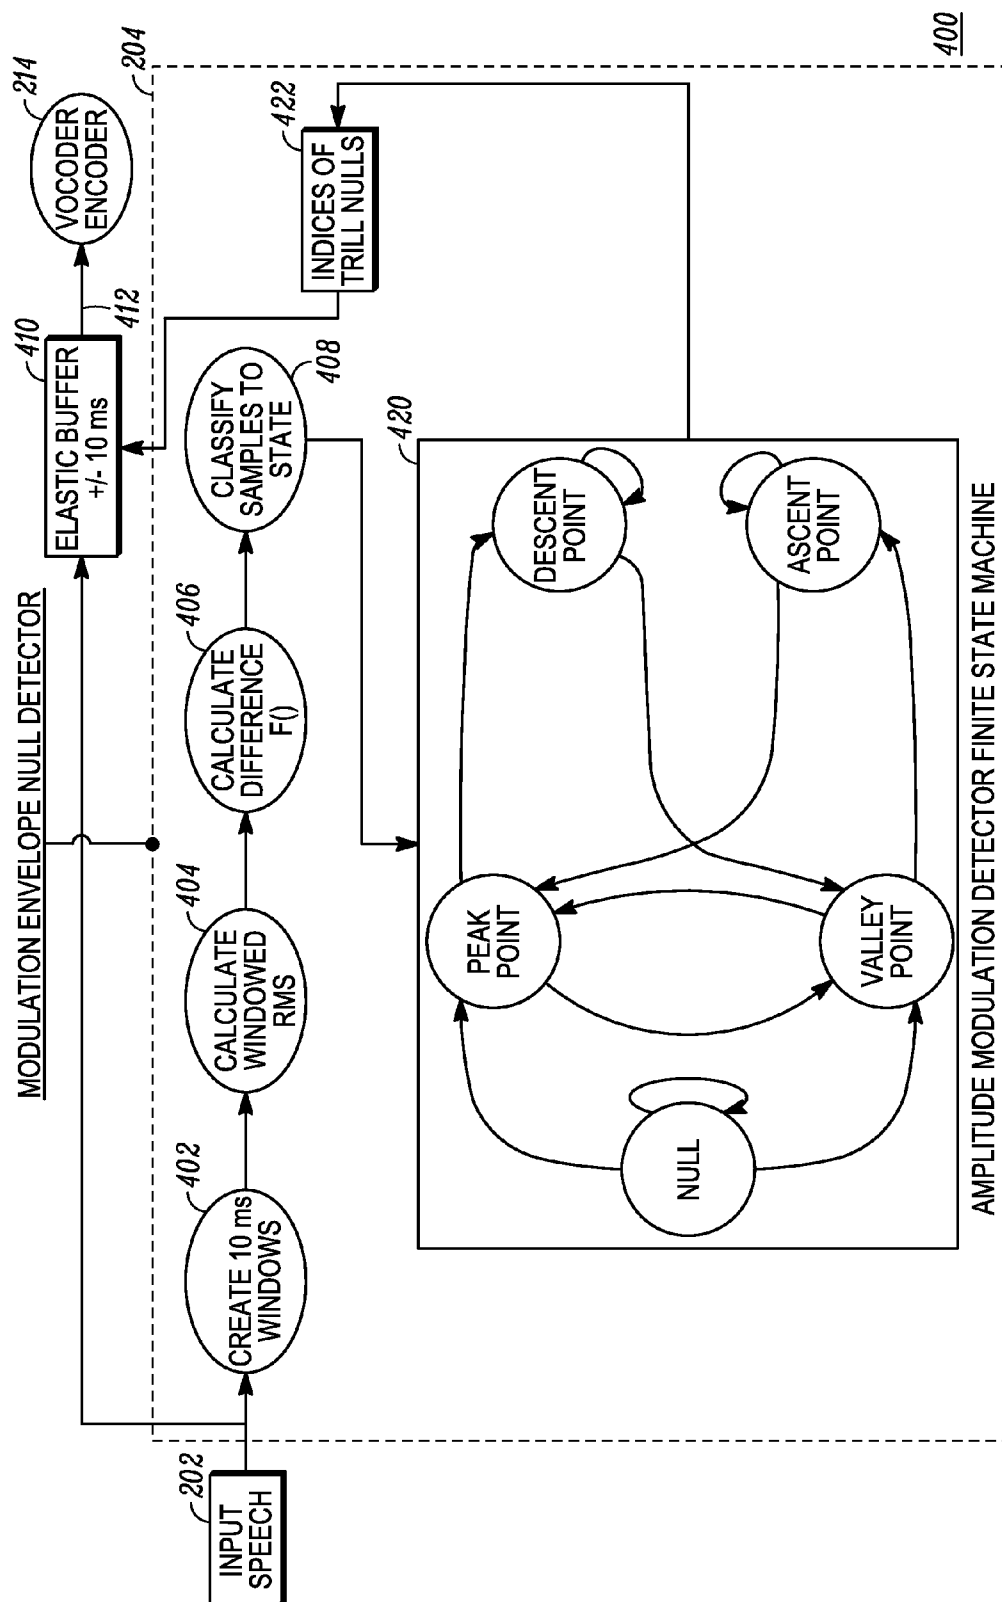 MODULATION ENVELOPE NULL DETECTOR
204
400
202
INPUT
SPEECH
402
CREATE 10 ms
WINDOWS
404
CALCULATE
WINDOWED
RMS
406
CALCULATE
DIFFERENCE
F()
408
CLASSIFY
SAMPLES TO
STATE
410
ELASTIC BUFFER
+/- 10 ms
412
214
VOCODER
ENCODER
422
INDICES OF
TRILL NULLS
420
NULL
PEAK
POINT
VALLEY
POINT
DESCENT
POINT
ASCENT
POINT
AMPLITUDE MODULATION DETECTOR FINITE STATE MACHINE